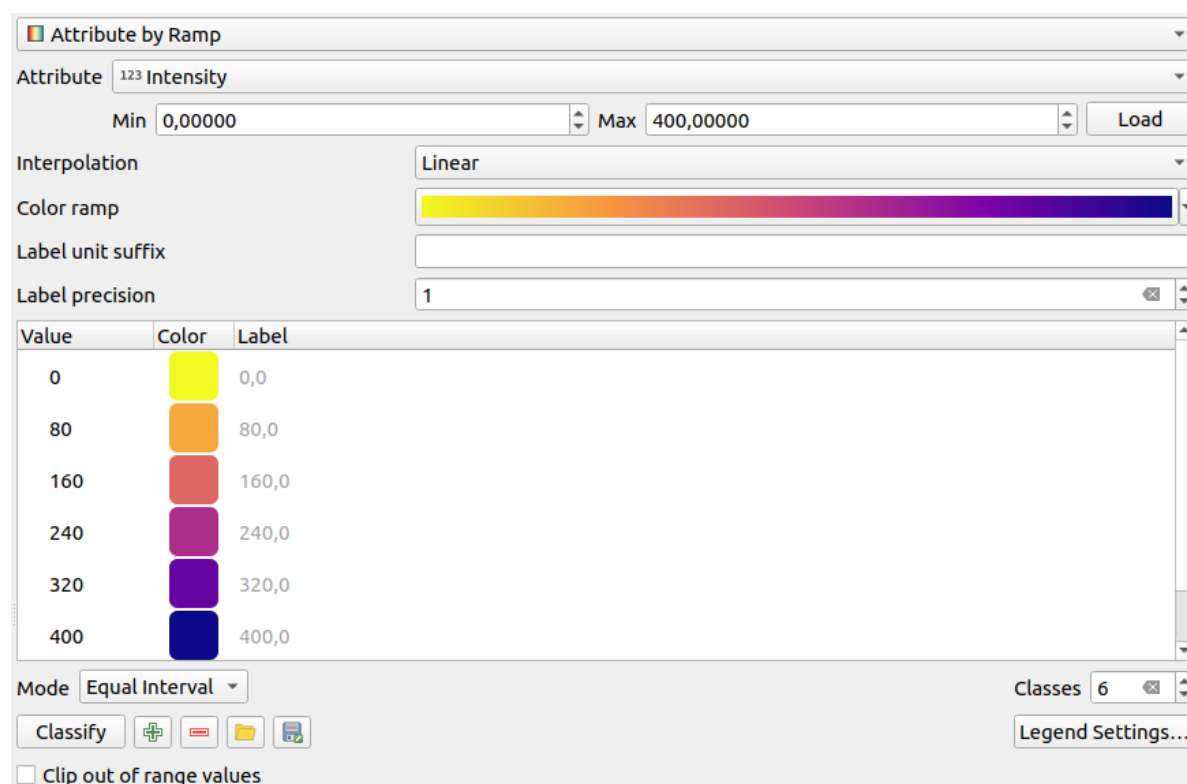 Attribute by Ramp
Attribute 123 Intensity
Min 0,00000 Max 400,00000 Load
Interpolation Linear
Color ramp
Label unit suffix
Label precision 1
Value Color Label
0 0,0
80 80,0
160 160,0
240 240,0
320 320,0
400 400,0
Mode Equal Interval Classes 6
Classify Legend Settings...
Clip out of range values